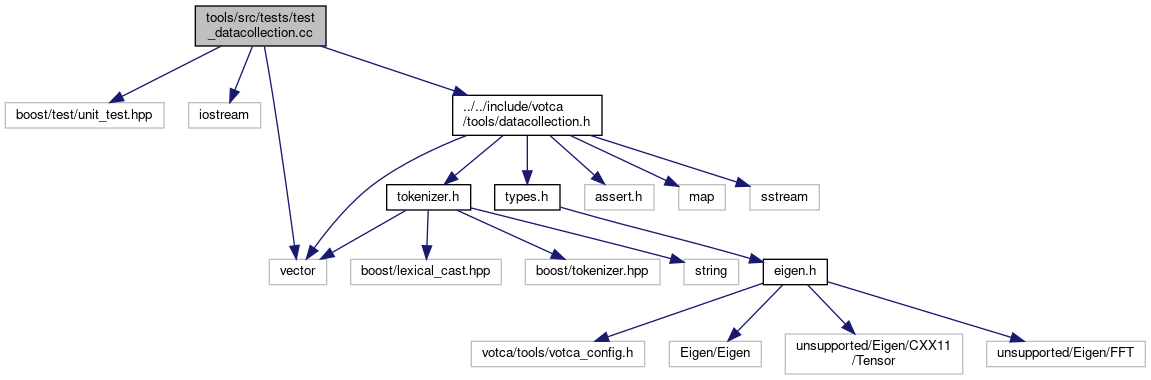 tools/src/tests/test
_datacollection.cc
boost/test/unit_test.hpp
iostream
../../include/votca
/tools/datacollection.h
tokenizer.h
types.h
assert.h
map
sstream
vector
boost/lexical_cast.hpp
boost/tokenizer.hpp
string
eigen.h
votca/tools/votca_config.h
Eigen/Eigen
unsupported/Eigen/CXX11
/Tensor
unsupported/Eigen/FFT